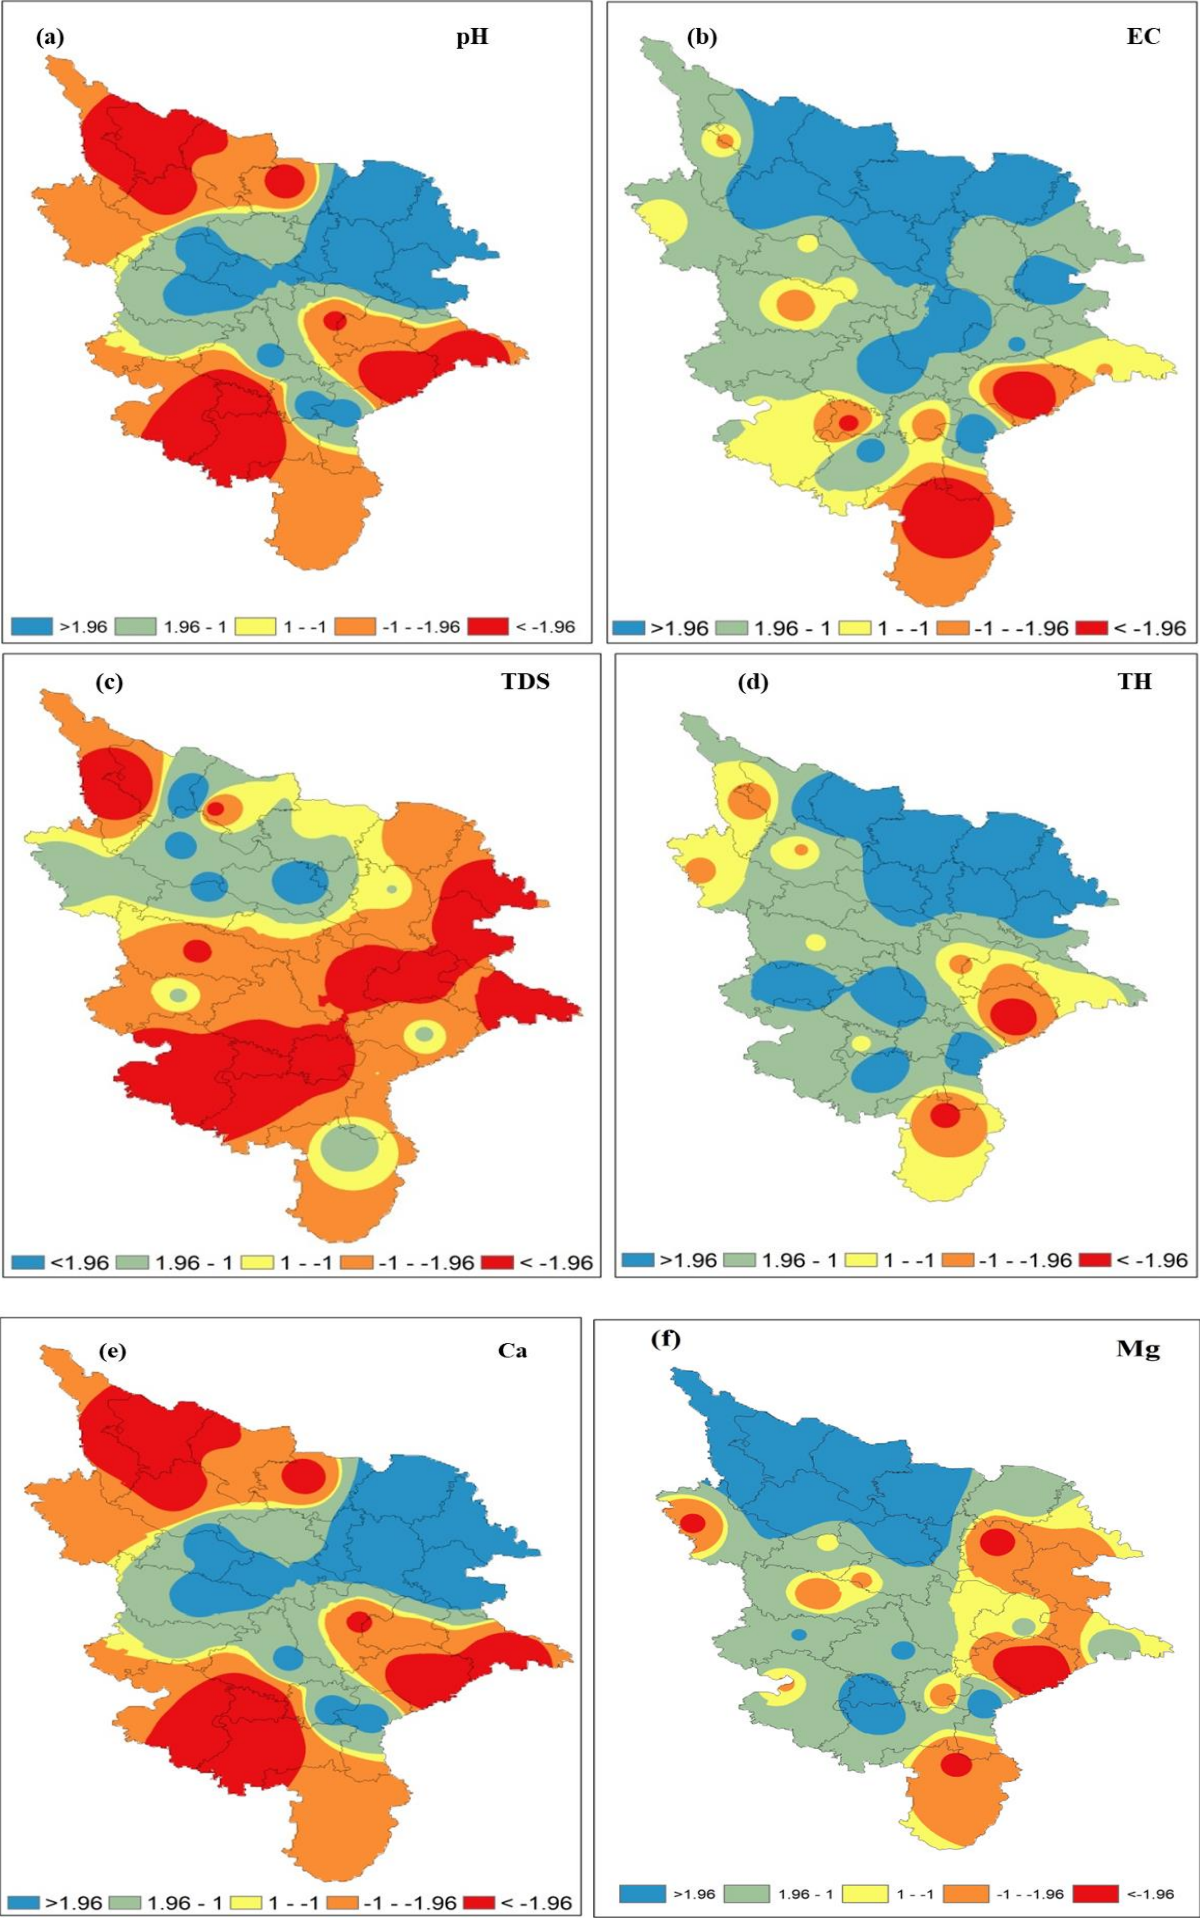 (a) pH
(b) EC
>1.96 1.96 - 1 1 - -1 -1 - -1.96 < -1.96
>1.96 1.96 - 1 1 - -1 -1 - -1.96 < -1.96
(c) TDS
(d) TH
<1.96 1.96 - 1 1 - -1 -1 - -1.96 < -1.96
>1.96 1.96 - 1 1 - -1 -1 - -1.96 < -1.96
(e) Ca
(f) Mg
>1.96 1.96 - 1 1 - -1 -1 - -1.96 < -1.96
>1.96 1.96 - 1 1 - -1 -1 - -1.96 <-1.96